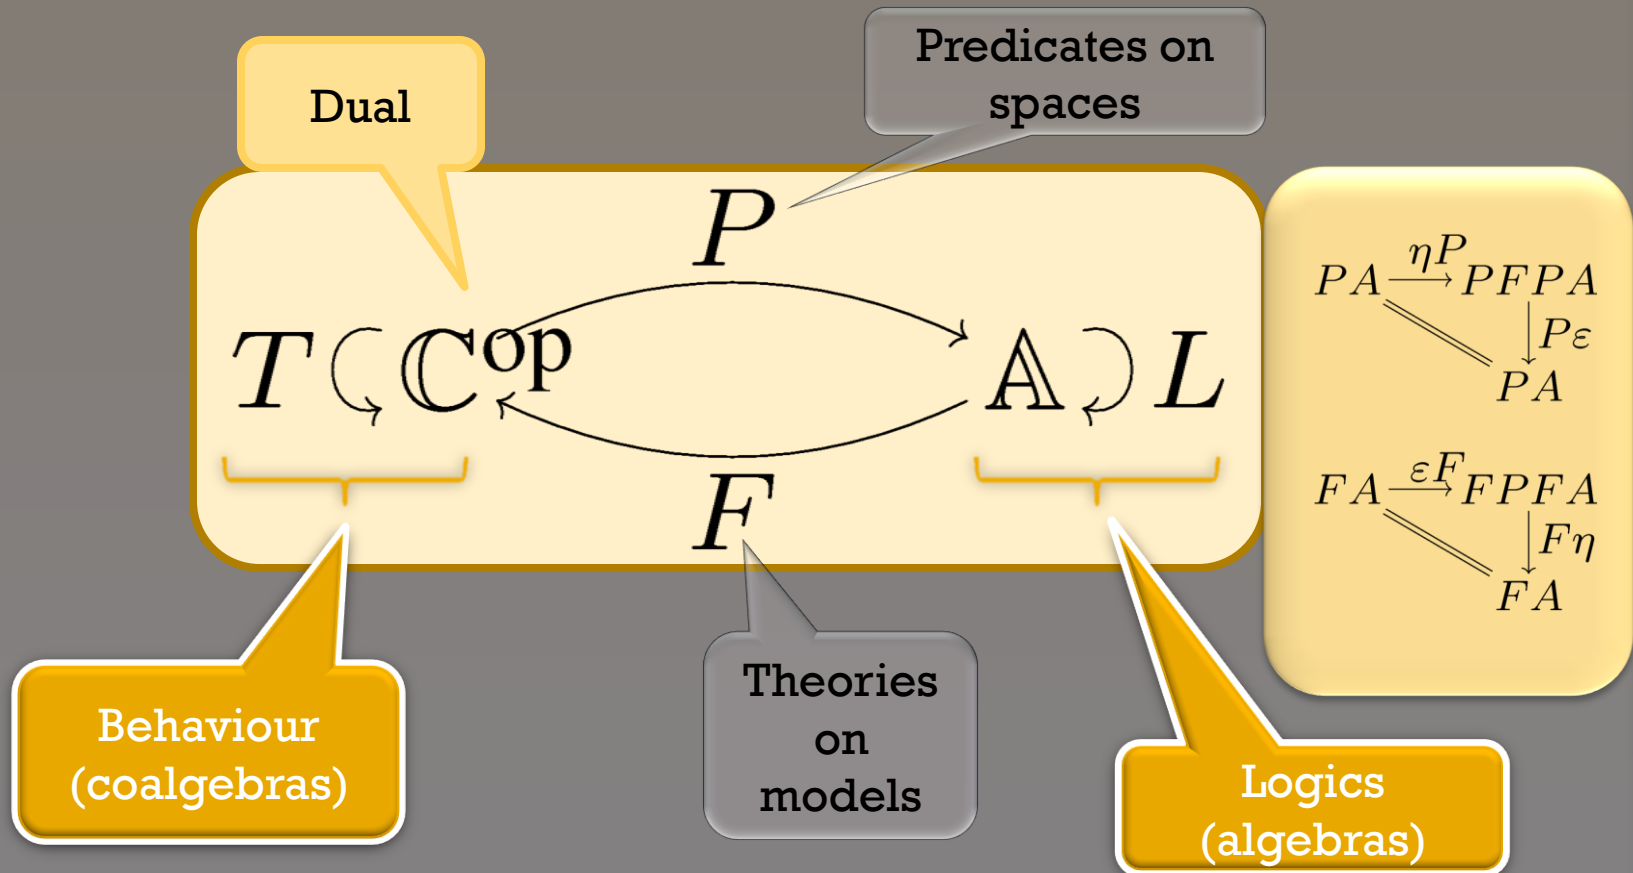 Predicates on
spaces
Dual
P
T ℂop 𝔸 L
F
PA ηP PFPA
Pε
PA
FA εF FPFA
Fη
FA
Theories
on
models
Behaviour
(coalgebras)
Logics
(algebras)